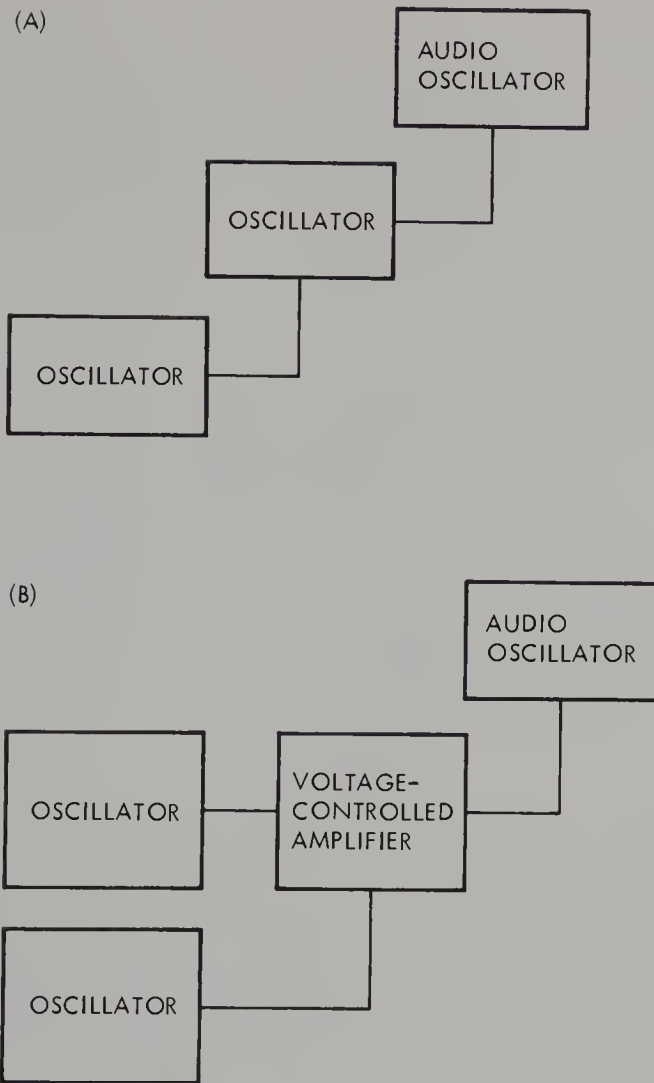 (A)
AUDIO
OSCILLATOR
OSCILLATOR
OSCILLATOR
(B)
AUDIO
OSCILLATOR
OSCILLATOR
VOLTAGE-
CONTROLLED
AMPLIFIER
OSCILLATOR